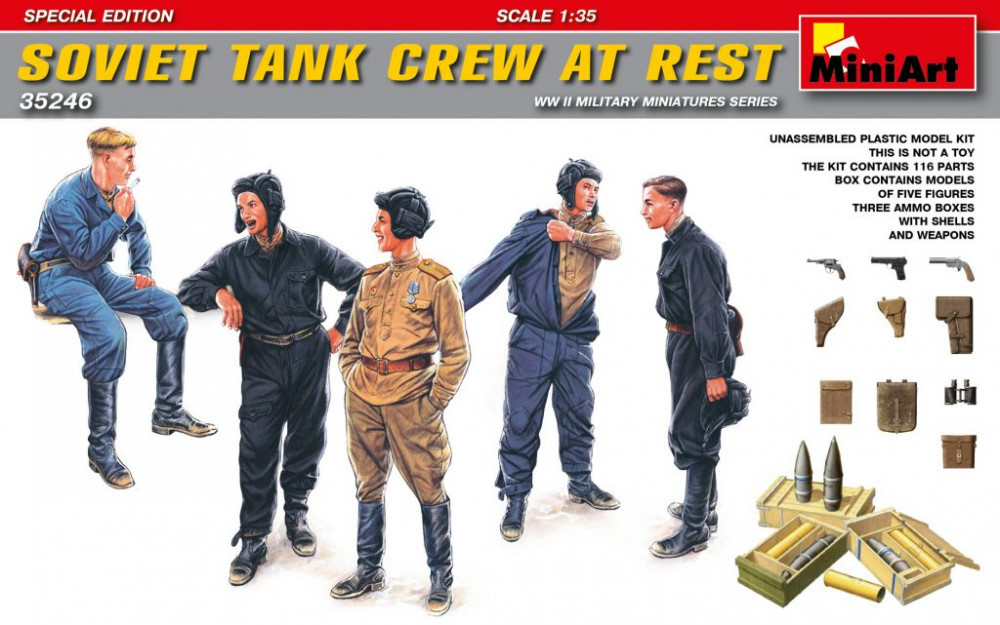 SPECIAL EDITION
SCALE 1:35
SOVIET TANK CREW AT REST
35246
WW II MILITARY MINIATURES SERIES
MiniArt
UNASSEMBLED PLASTIC MODEL KIT
THIS IS NOT A TOY
THE KIT CONTAINS 116 PARTS
BOX CONTAINS MODELS
OF FIVE FIGURES
THREE AMMO BOXES
WITH SHELLS
AND WEAPONS